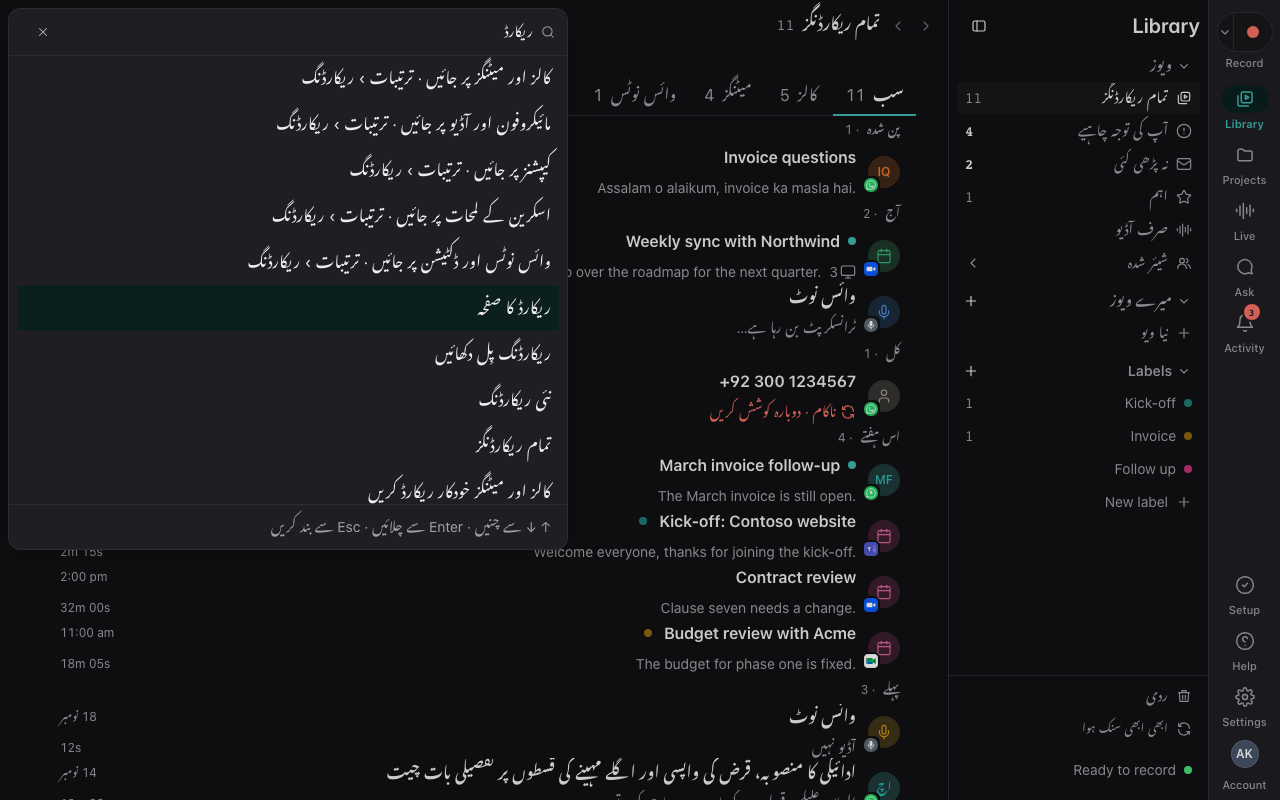 Record
Library
Projects
Live
Ask
3
Activity
Setup
Help
Settings
AK
Account
Library
ویوز
تمام ریکارڈنگز 11
آپ کی توجہ چاہیے 4
نہ پڑھی گئی 2
اہم 1
صرف آڈیو
شیئر شدہ
میرے ویوز
نیا ویو
Labels
Kick-off 1
Invoice 1
Follow up
New label
ردی
ابھی ابھی سنک ہوا
Ready to record
تمام ریکارڈنگز 11
سب 11
کالز 5
میٹنگز 4
وائس نوٹس 1
پن شدہ · 1
IQ
Invoice questions
Assalam o alaikum, invoice ka masla hai.
آج · 2
Weekly sync with Northwind
o over the roadmap for the next quarter. 3
وائس نوٹ
ٹرانسکرپٹ بن رہا ہے...
کل · 1
+92 300 1234567
ناکام · دوبارہ کوشش کریں
اس ہفتے · 4
MF
March invoice follow-up
The March invoice is still open.
Kick-off: Contoso website
Welcome everyone, thanks for joining the kick-off.
2m 15s
Contract review
2:00 pm
Clause seven needs a change.
32m 00s
Budget review with Acme
11:00 am
The budget for phase one is fixed.
18m 05s
پہلے · 3
وائس نوٹ
18 نومبر
آڈیو نہیں
12s
اچ
ادائیگی کا منصوبہ، قرض کی واپسی اور اگلے مہینے کی قسطوں پر تفصیلی بات چیت
14 نومبر
ریکارڈ
کالز اور میٹنگز پر جائیں · ترتیبات › ریکارڈنگ
مائیکروفون اور آڈیو پر جائیں · ترتیبات › ریکارڈنگ
کیپشنز پر جائیں · ترتیبات › ریکارڈنگ
اسکرین کے لمحات پر جائیں · ترتیبات › ریکارڈنگ
وائس نوٹس اور ڈکٹیشن پر جائیں · ترتیبات › ریکارڈنگ
ریکارڈ کا صفحہ
ریکارڈنگ پِل دکھائیں
نئی ریکارڈنگ
تمام ریکارڈنگز
کالز اور میٹنگز خودکار ریکارڈ کریں
↑ ↓ سے چنیں · Enter سے چلائیں · Esc سے بند کریں